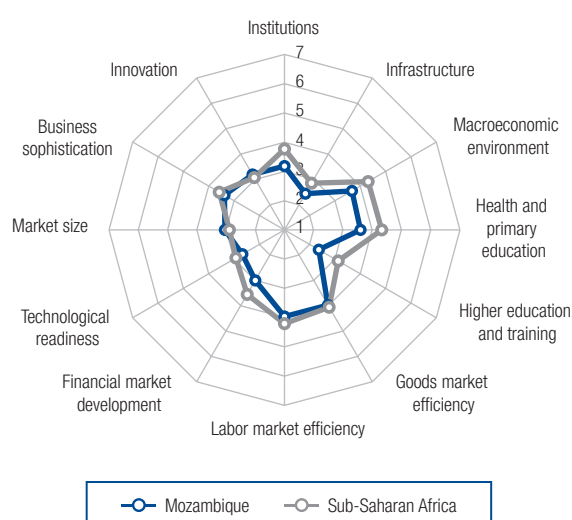 Institutions
7
Innovation
6
Infrastructure
5
Business
sophistication
4
Macroeconomic
environment
3
2
Market size
1
Health and
primary
education
Technological
readiness
Higher education
and training
Financial market
development
Goods market
efficiency
Labor market efficiency
Mozambique
Sub-Saharan Africa